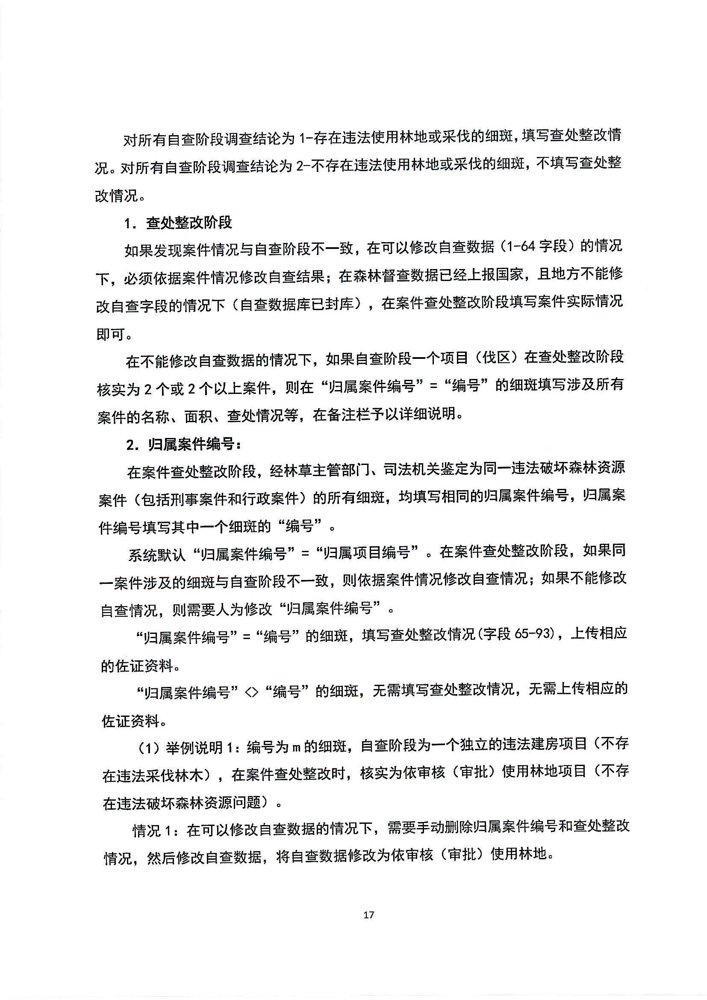 对所有自查阶段调查结论为 1-存在违法使用林地或采伐的细斑，填写查处整改情
况。对所有自查阶段调查结论为 2-不存在违法使用林地或采伐的细斑，不填写查处整
改情况。
1. 查处整改阶段
如果发现案件情况与自查阶段不一致，在可以修改自查数据（1-64 字段）的情况
下，必须依据案件情况修改自查结果；在森林督查数据已经上报国家，且地方不能修
改自查字段的情况下（自查数据库已封库），在案件查处整改阶段填写案件实际情况
即可。
在不能修改自查数据的情况下，如果自查阶段一个项目（伐区）在查处整改阶段
核实为 2 个或 2 个以上案件，则在“归属案件编号”=“编号”的细斑填写涉及所有
案件的名称、面积、查处情况等，在备注栏予以详细说明。
2. 归属案件编号：
在案件查处整改阶段，经林草主管部门、司法机关鉴定为同一违法破坏森林资源
案件（包括刑事案件和行政案件）的所有细斑，均填写相同的归属案件编号，归属案
件编号填写其中一个细斑的“编号”。
系统默认“归属案件编号”=“归属项目编号”。在案件查处整改阶段，如果同
一案件涉及的细斑与自查阶段不一致，则依据案件情况修改自查情况；如果不能修改
自查情况，则需要人为修改“归属案件编号”。
“归属案件编号”=“编号”的细斑，填写查处整改情况(字段 65-93)，上传相应
的佐证资料。
“归属案件编号”<>“编号”的细斑，无需填写查处整改情况，无需上传相应的
佐证资料。
（1）举例说明 1：编号为 m 的细斑，自查阶段为一个独立的违法建房项目（不存
在违法采伐林木），在案件查处整改时，核实为依审核（审批）使用林地项目（不存
在违法破坏森林资源问题）。
情况 1：在可以修改自查数据的情况下，需要手动删除归属案件编号和查处整改
情况，然后修改自查数据，将自查数据修改为依审核（审批）使用林地。
17